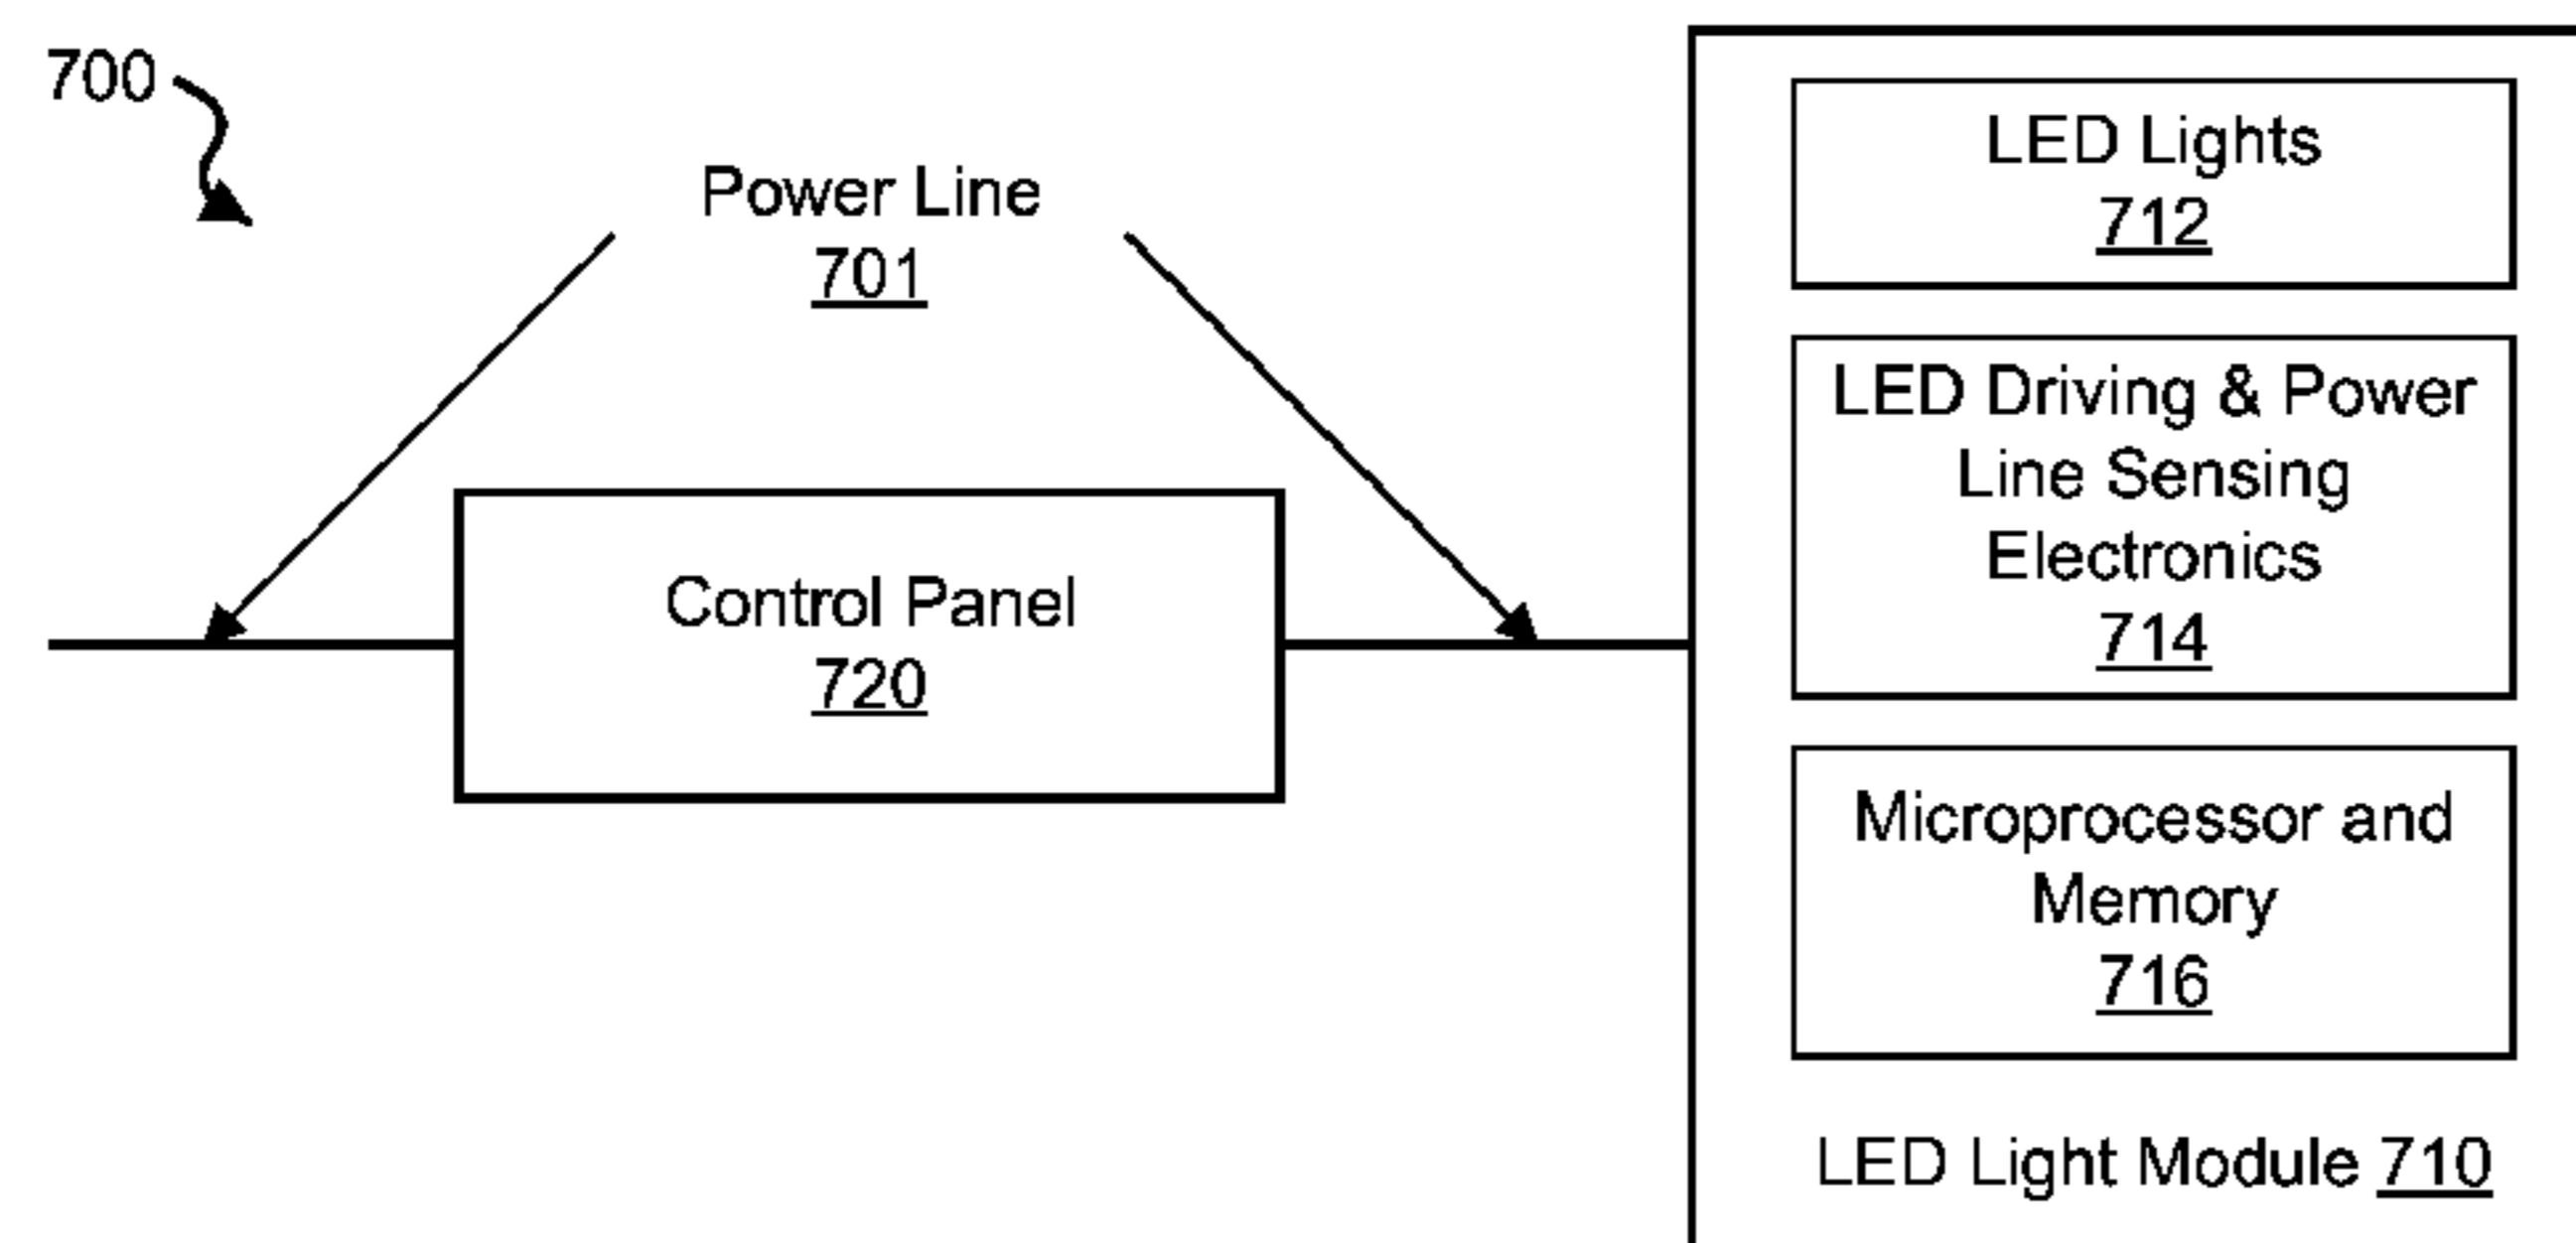 700
Power Line
701
Control Panel
720
LED Lights
712
LED Driving & Power
Line Sensing
Electronics
714
Microprocessor and
Memory
716
LED Light Module 710